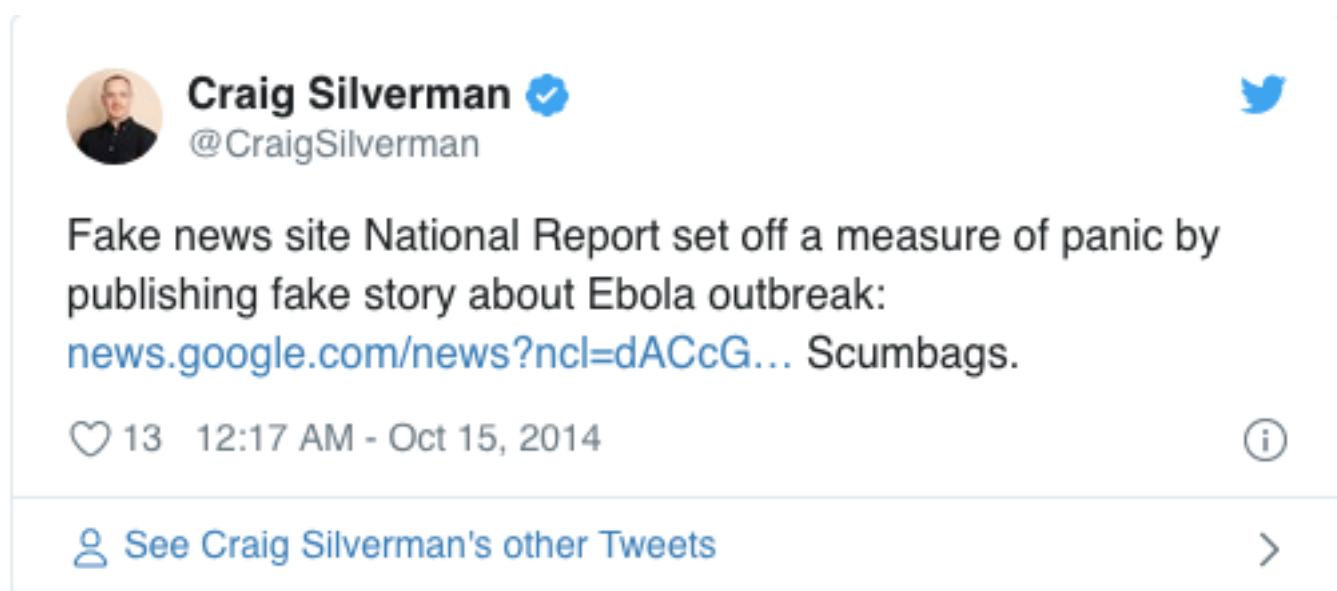 Craig Silverman
@CraigSilverman
Fake news site National Report set off a measure of panic by
publishing fake story about Ebola outbreak:
news.google.com/news?ncl=dACcG… Scumbags.
13 12:17 AM - Oct 15, 2014
See Craig Silverman's other Tweets